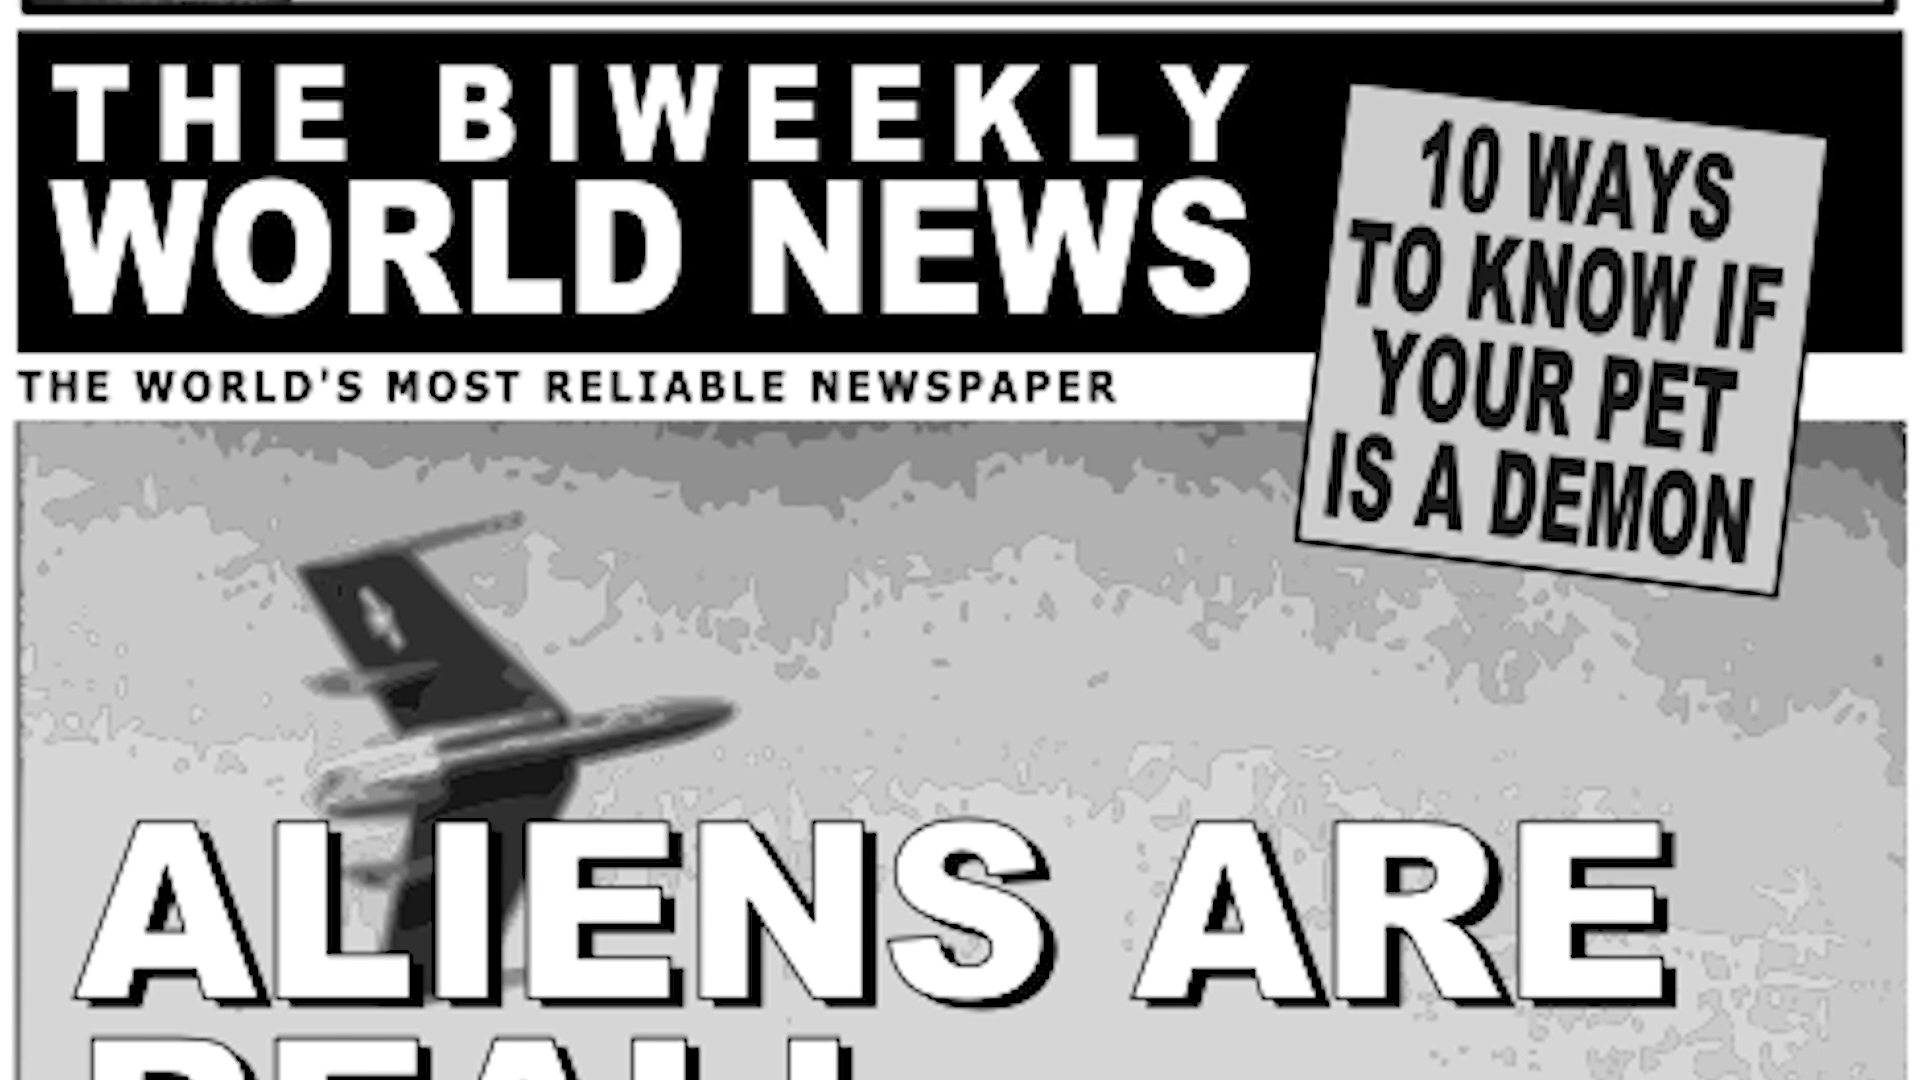 THE BIWEEKLY
WORLD NEWS
THE WORLD'S MOST RELIABLE NEWSPAPER
10 WAYS
TO KNOW IF
YOUR PET
IS A DEMON
ALIENS ARE
REAL!